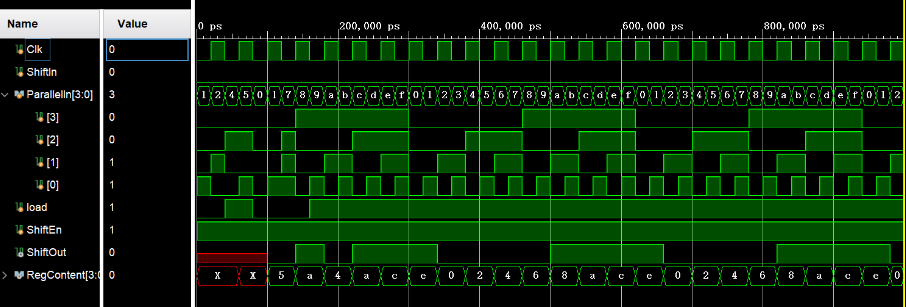 Name Value 0 ps 200,000 ps 400,000 ps 600,000 ps 800,000 ps
Clk 0
ShiftIn 0
ParallelIn[3:0] 3 1 2 4 5 0 1 7 8 9 a b c d e f 0 1 2 3 4 5 6 7 8 9 a b c d e f 0 1 2 3 4 5 6 7 8 9 a b c d e f 0 1 2
[3] 0
[2] 0
[1] 1
[0] 1
load 1
ShiftEn 1
ShiftOut 0
RegContent[3:0 0 X X 5 a 4 a c e 0 2 4 6 8 a c e 0 2 4 6 8 a c e 0